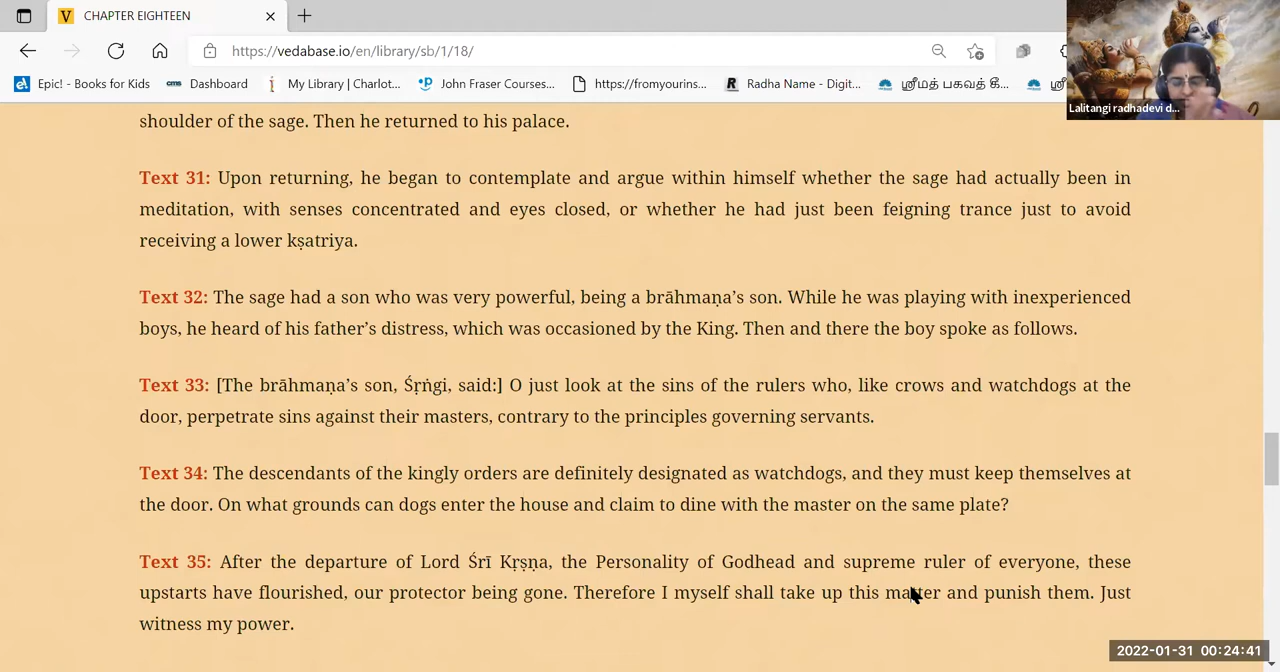 CHAPTER EIGHTEEN
https://vedabase.io/en/library/sb/1/18/
Epic! - Books for Kids Dashboard My Library | Charlot... John Fraser Courses... https://fromyourins... Radha Name - Digit... ஸ்ரீமத் பகவத் கீ...
Lalitangi radhadevi d...
shoulder of the sage. Then he returned to his palace.
Text 31: Upon returning, he began to contemplate and argue within himself whether the sage had actually been in
meditation, with senses concentrated and eyes closed, or whether he had just been feigning trance just to avoid
receiving a lower kṣatriya.
Text 32: The sage had a son who was very powerful, being a brāhmaṇa’s son. While he was playing with inexperienced
boys, he heard of his father’s distress, which was occasioned by the King. Then and there the boy spoke as follows.
Text 33: [The brāhmaṇa’s son, Śṛṅgi, said:] O just look at the sins of the rulers who, like crows and watchdogs at the
door, perpetrate sins against their masters, contrary to the principles governing servants.
Text 34: The descendants of the kingly orders are definitely designated as watchdogs, and they must keep themselves at
the door. On what grounds can dogs enter the house and claim to dine with the master on the same plate?
Text 35: After the departure of Lord Śrī Kṛṣṇa, the Personality of Godhead and supreme ruler of everyone, these
upstarts have flourished, our protector being gone. Therefore I myself shall take up this matter and punish them. Just
witness my power.
2022-01-31 00:24:41